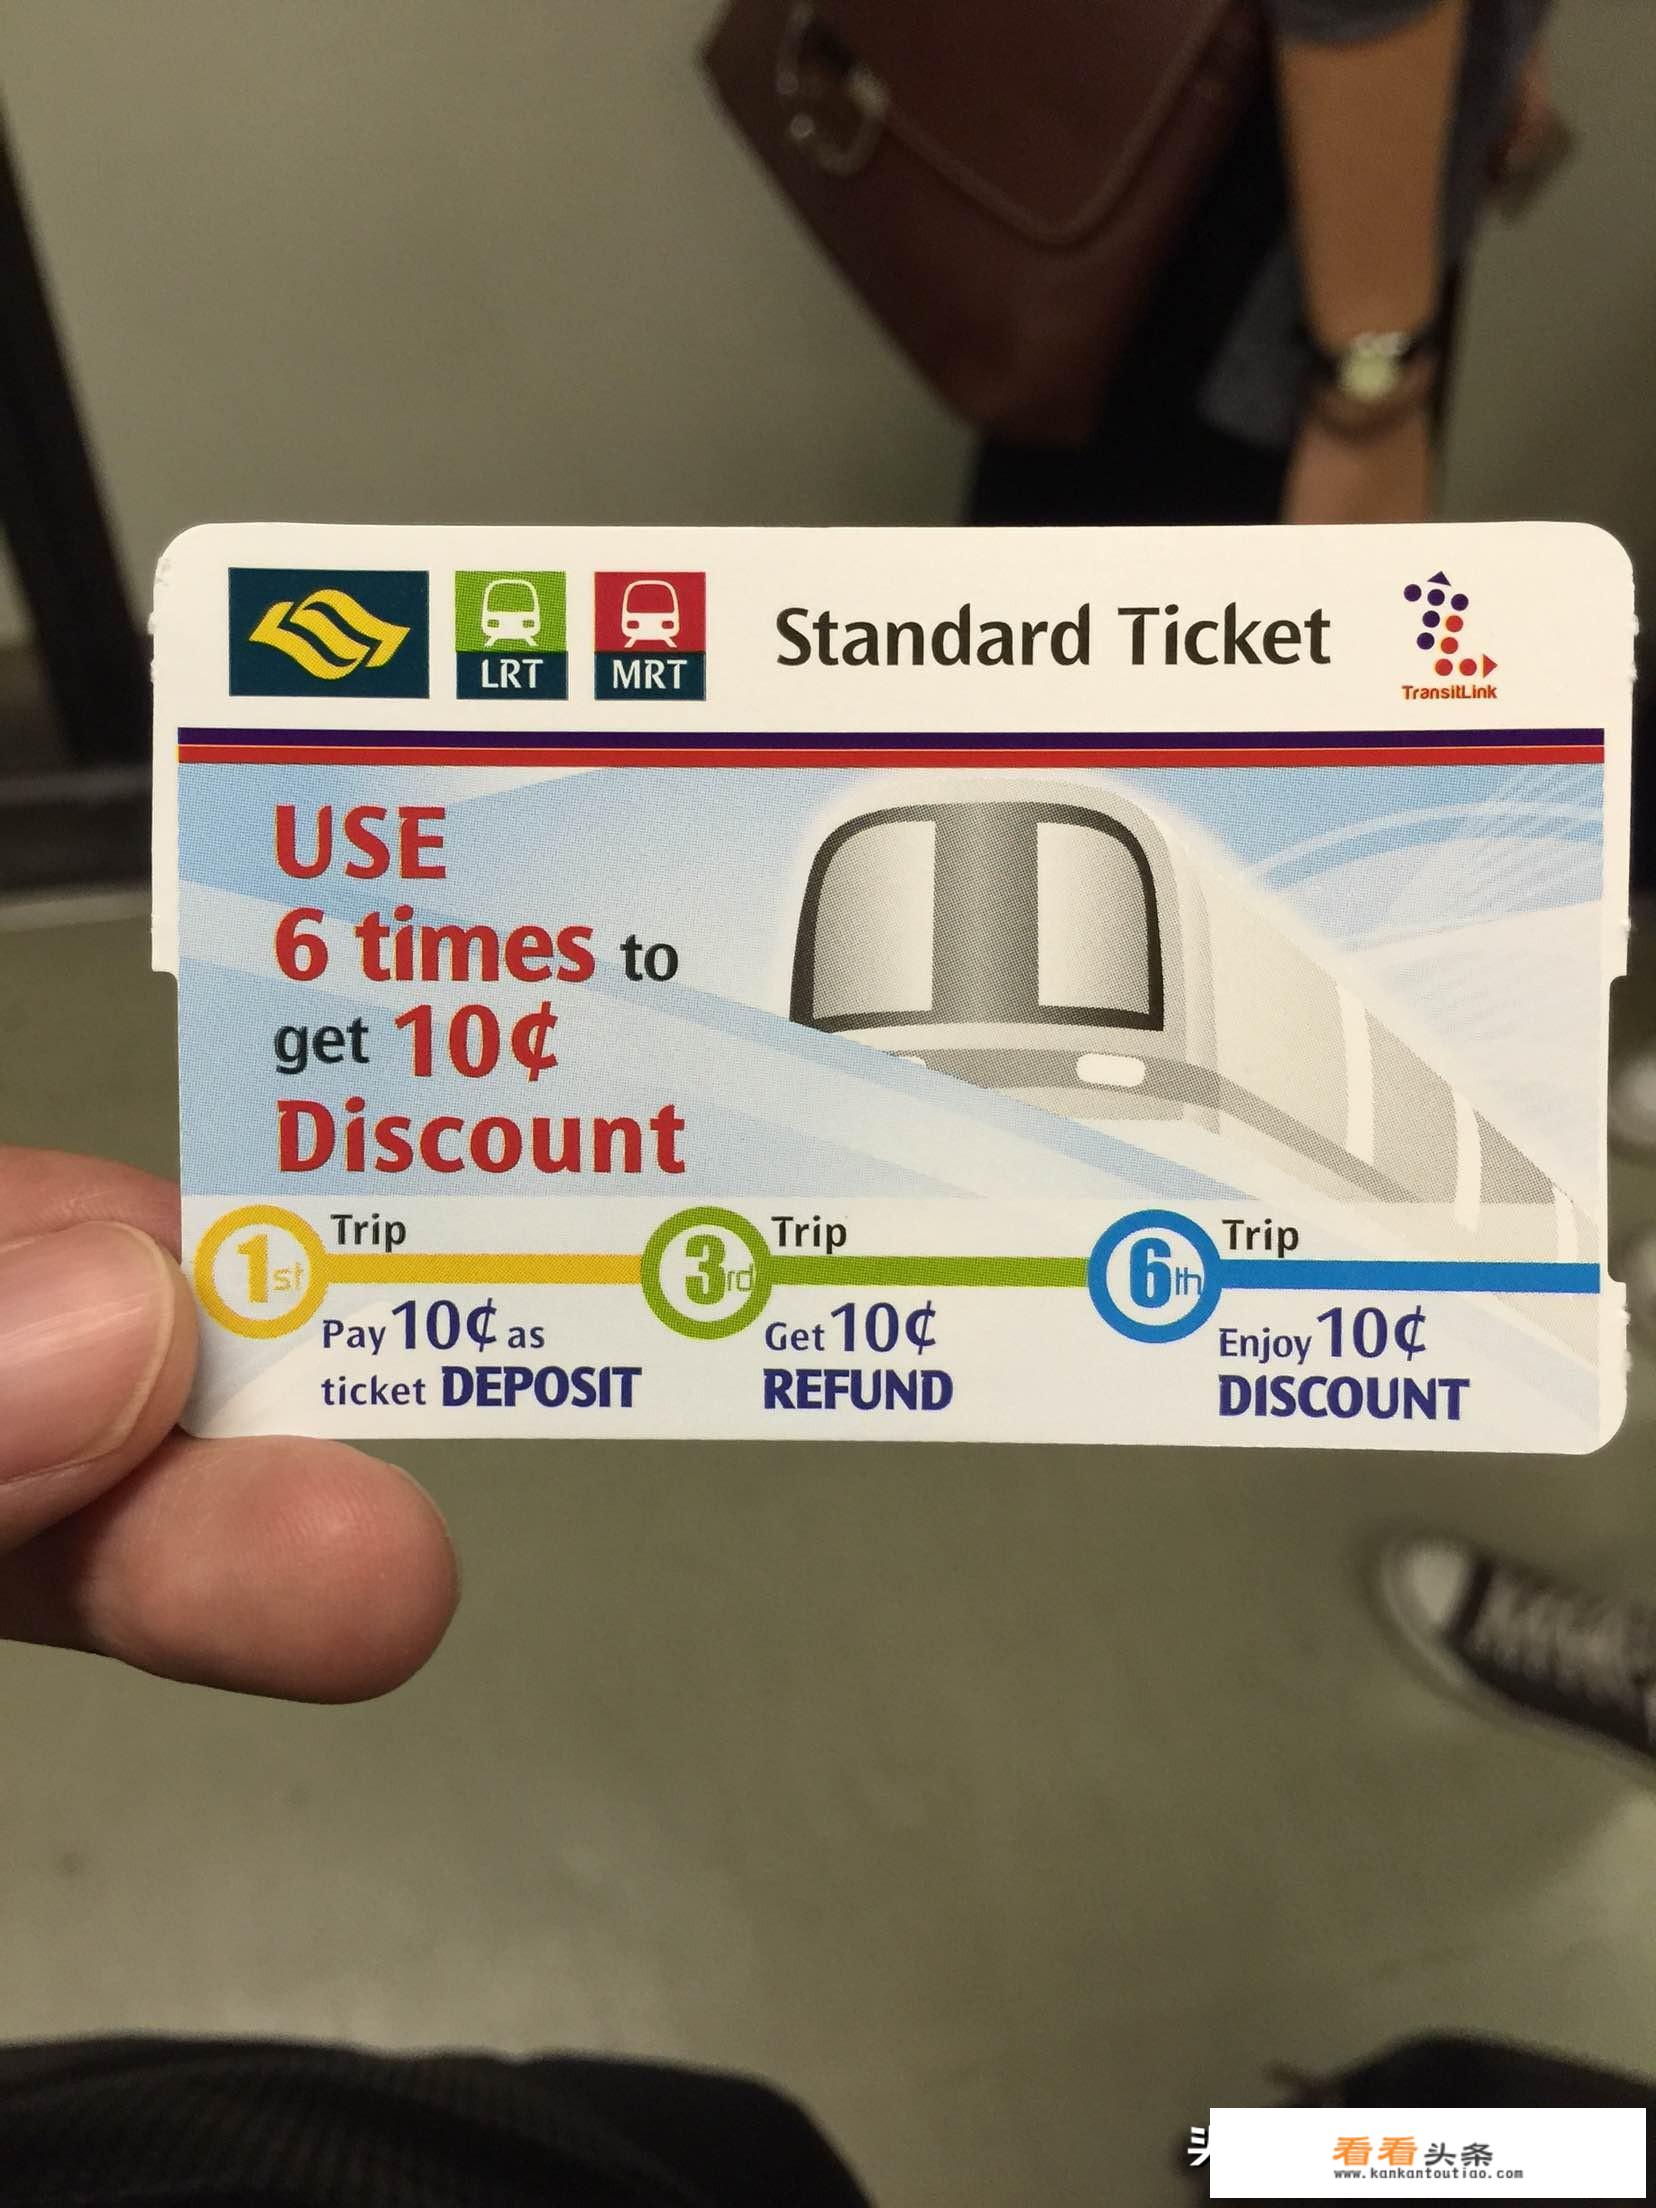 LRT
MRT
Standard Ticket
TransitLink
USE
6 times to
get 10¢
Discount
1st Trip
Pay 10¢ as
ticket DEPOSIT
3rd Trip
Get 10¢
REFUND
6th Trip
Enjoy 10¢
DISCOUNT
看看头条
www.kankantoutiao.com